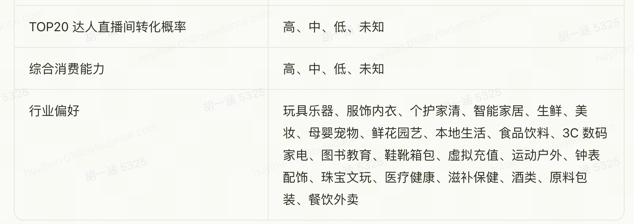 TOP20 达人直播间转化概率
高、中、低、未知
综合消费能力
高、中、低、未知
行业偏好
玩具乐器、服饰内衣、个护家清、智能家居、生鲜、美
妆、母婴宠物、鲜花园艺、本地生活、食品饮料、3C 数码
家电、图书教育、鞋靴箱包、虚拟充值、运动户外、钟表
配饰、珠宝文玩、医疗健康、滋补保健、酒类、原料包
装、餐饮外卖